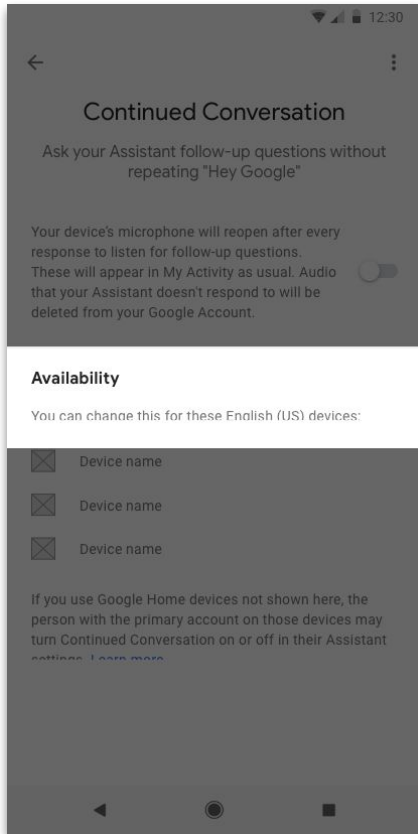 12:30
Continued Conversation
Ask your Assistant follow-up questions without
repeating "Hey Google"
Your device's microphone will reopen after every
response to listen for follow-up questions.
These will appear in My Activity as usual. Audio
that your Assistant doesn't respond to will be
deleted from your Google Account.
Availability
You can change this for these English (US) devices:
Device name
Device name
Device name
If you use Google Home devices not shown here, the
person with the primary account on those devices may
turn Continued Conversation on or off in their Assistant
settings. Learn more